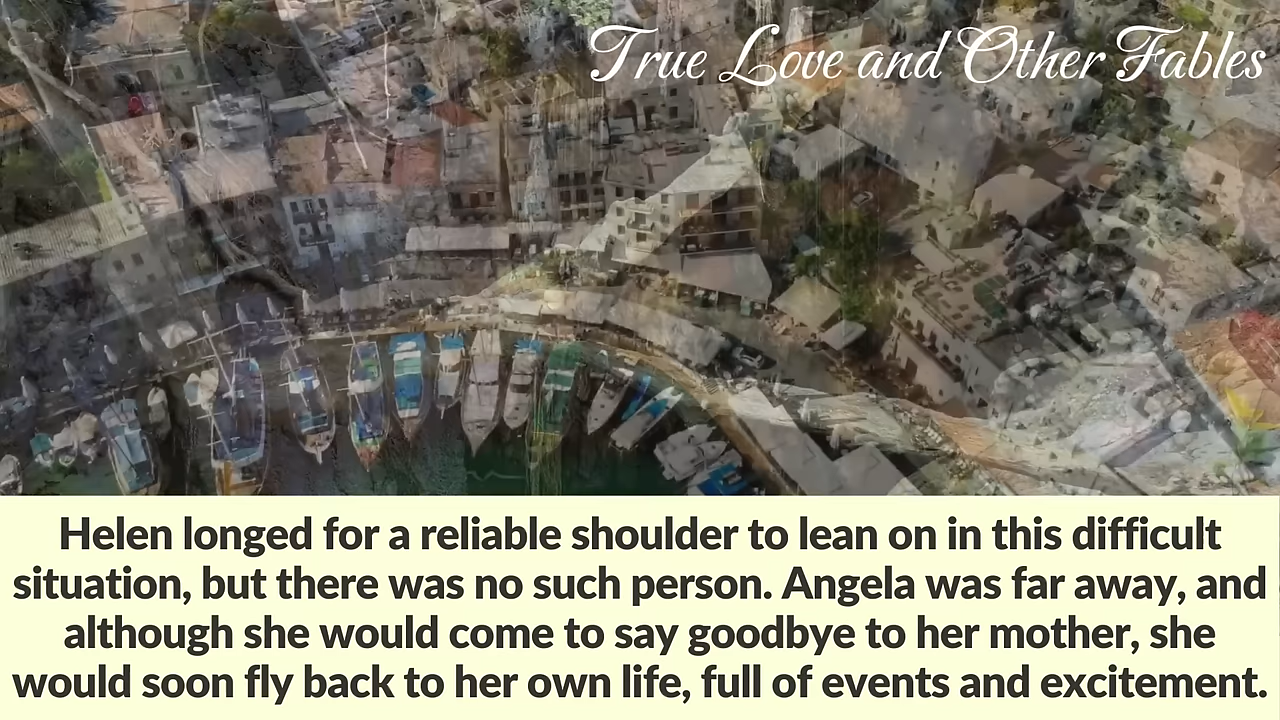 True Love and Other Fables
Helen longed for a reliable shoulder to lean on in this difficult
situation, but there was no such person. Angela was far away, and
although she would come to say goodbye to her mother, she
would soon fly back to her own life, full of events and excitement.